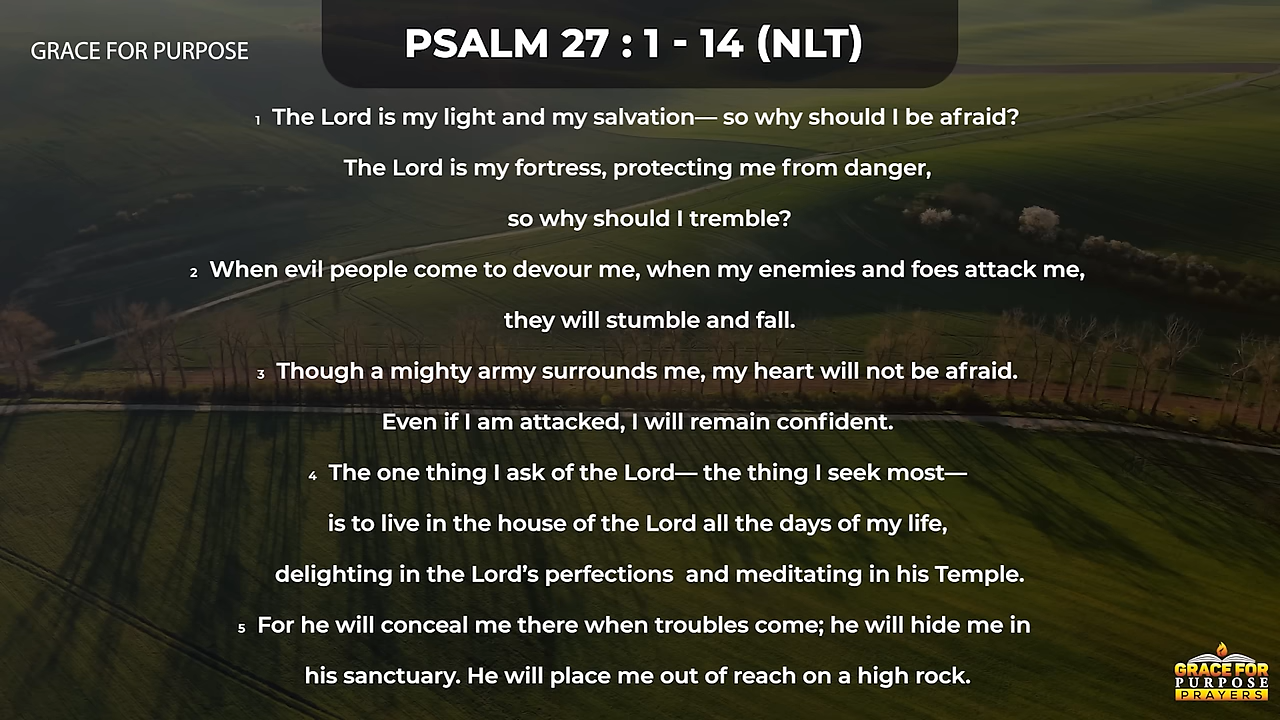 GRACE FOR PURPOSE
PSALM 27 : 1 - 14 (NLT)
1 The Lord is my light and my salvation— so why should I be afraid?
The Lord is my fortress, protecting me from danger,
so why should I tremble?
2 When evil people come to devour me, when my enemies and foes attack me,
they will stumble and fall.
3 Though a mighty army surrounds me, my heart will not be afraid.
Even if I am attacked, I will remain confident.
4 The one thing I ask of the Lord— the thing I seek most—
is to live in the house of the Lord all the days of my life,
delighting in the Lord’s perfections and meditating in his Temple.
5 For he will conceal me there when troubles come; he will hide me in
his sanctuary. He will place me out of reach on a high rock.
GRACE FOR
PURPOSE
PRAYERS